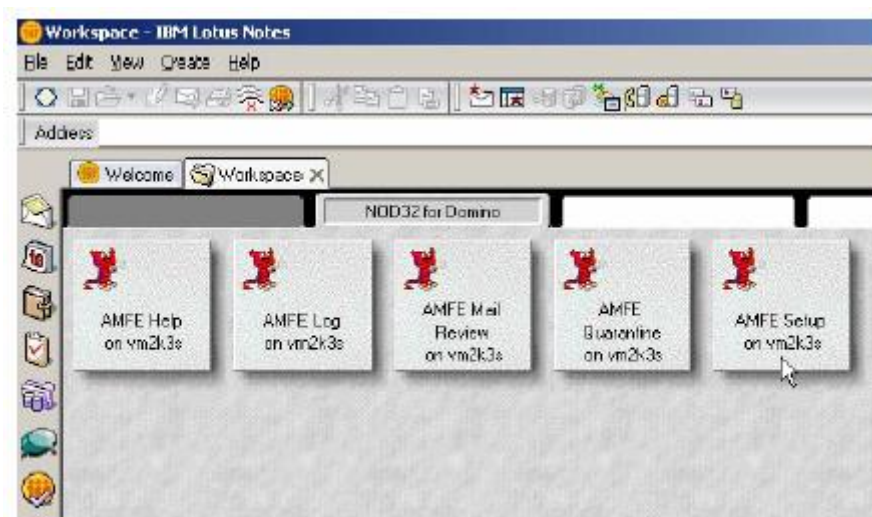 Workspace - IBM Lotus Notes
File Edit View Create Help
Address
Welcome Workspace
NOD32 for Domino
AMFE Help
on vm2k3s
AMFE Log
on vm2k3s
AMFE Mail
Review
on vm2k3s
AMFE
Quarantine
on vm2k3s
AMFE Setup
on vm2k3s